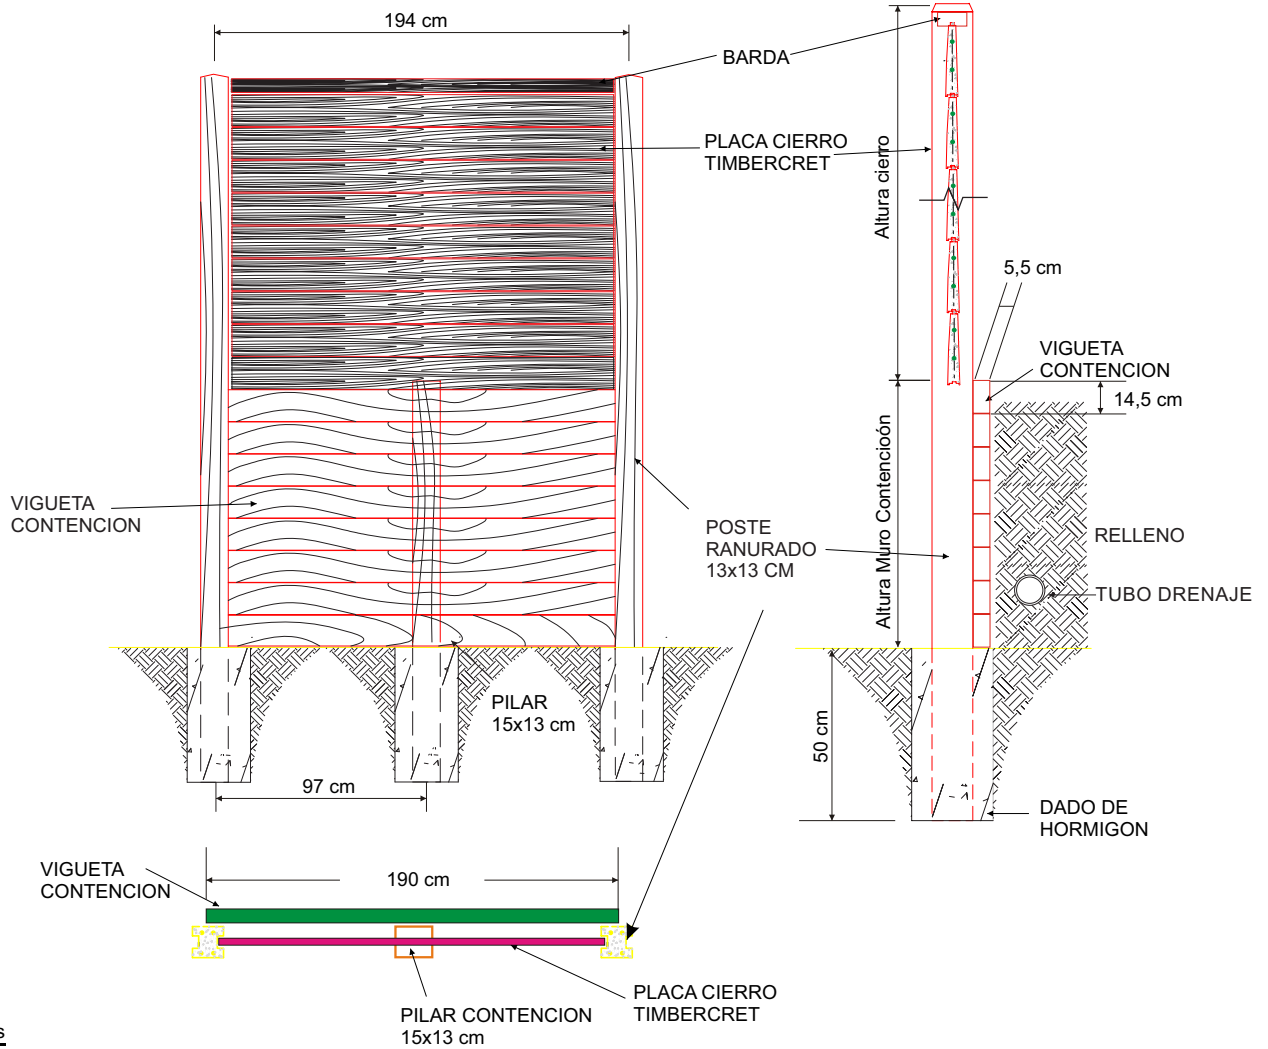 194 cm
BARDA
PLACA CIERRO
TIMBERCRET
Altura cierro
5,5 cm
VIGUETA
CONTENCION
14,5 cm
VIGUETA
CONTENCION
POSTE
RANURADO
13x13 CM
Altura Muro Contencioón
RELLENO
TUBO DRENAJE
PILAR
15x13 cm
50 cm
97 cm
DADO DE
HORMIGON
VIGUETA
CONTENCION
190 cm
PLACA CIERRO
TIMBERCRET
PILAR CONTENCION
15x13 cm
s